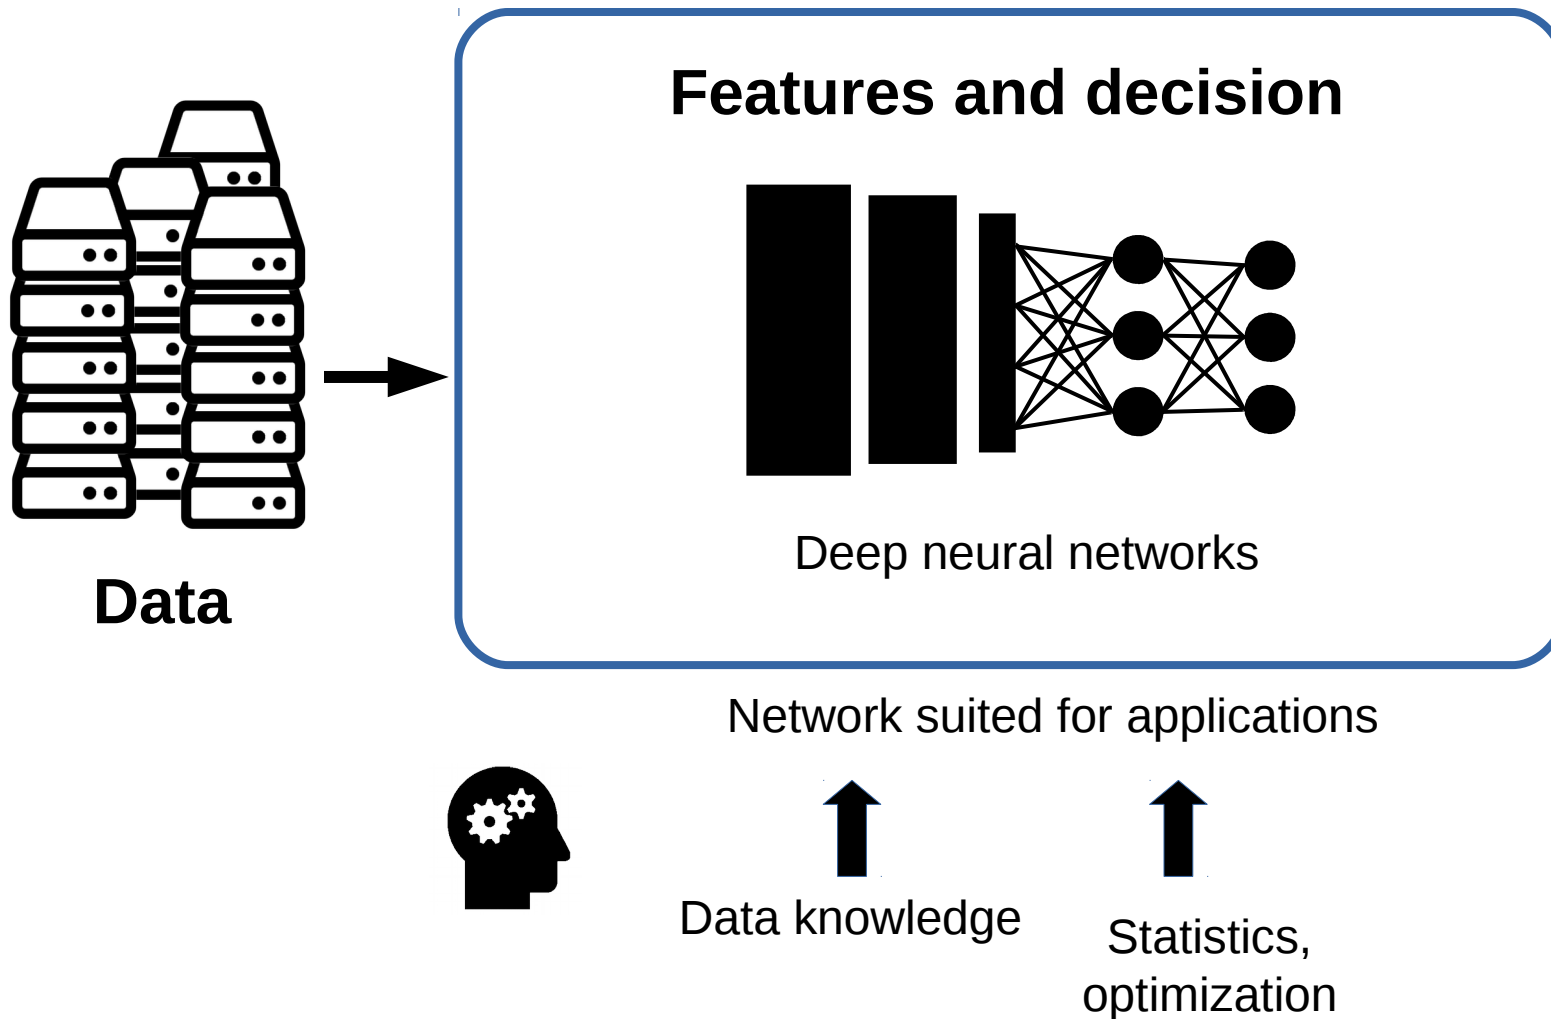 Features and decision
Deep neural networks
Data
Network suited for applications
Data knowledge
Statistics,
optimization